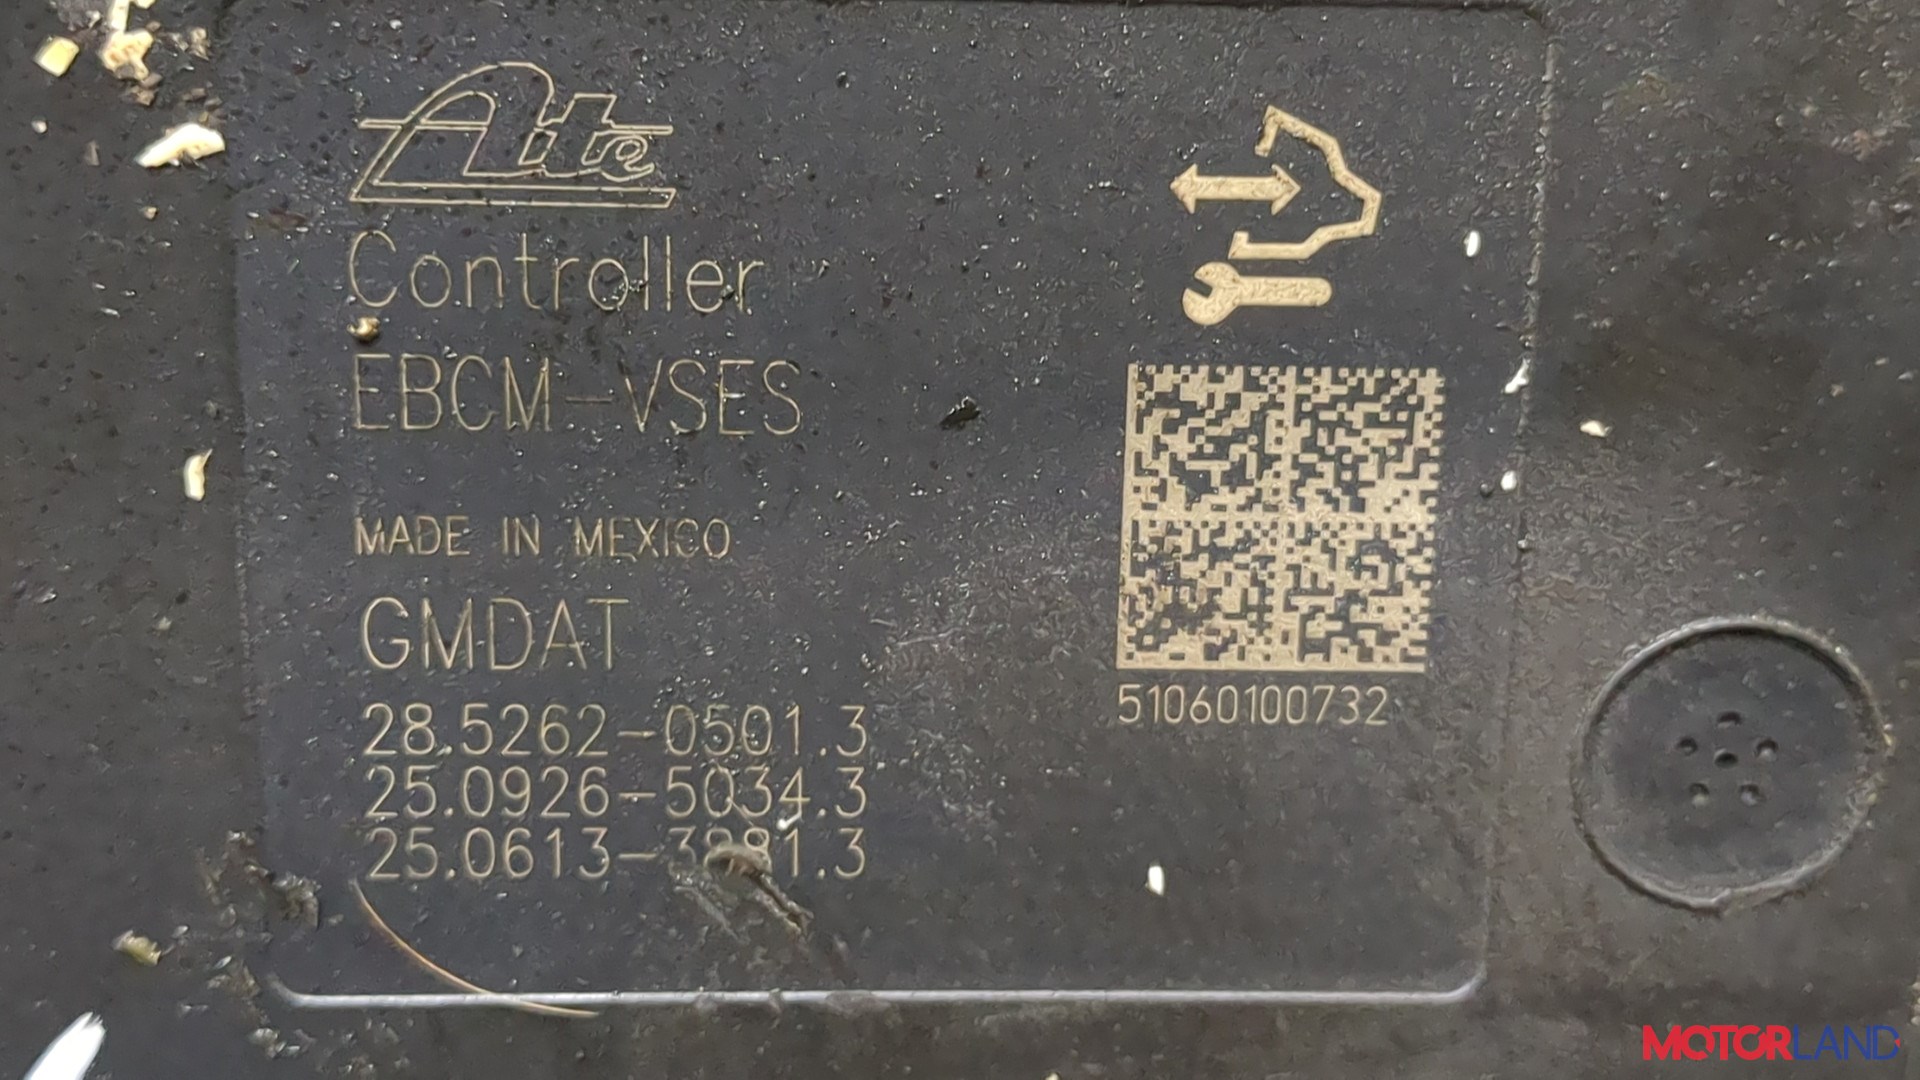 Ate
Controller
EBCM-VSES
MADE IN MEXICO
GMDAT
28.5262-0501.3
25.0926-5034.3
51060100732
MOTORLAND